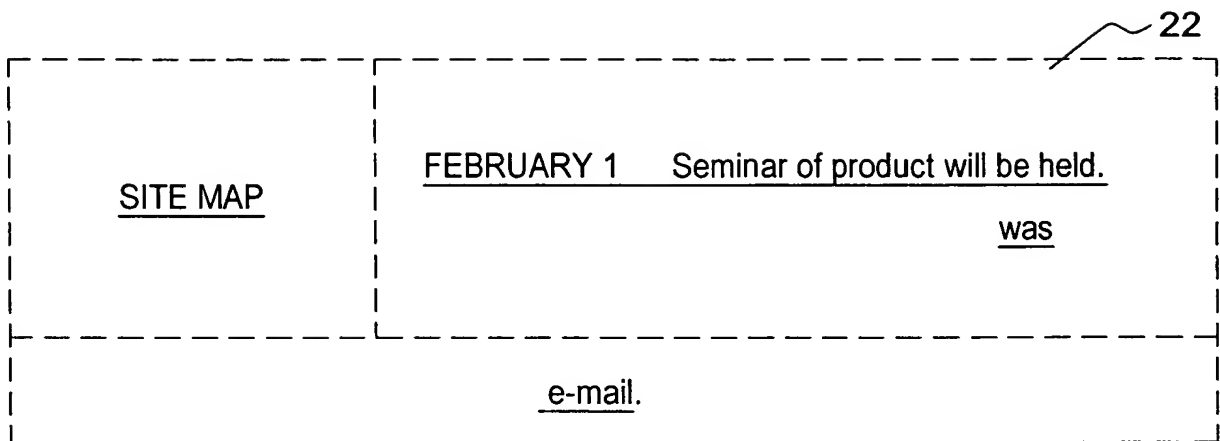 22
SITE MAP
FEBRUARY 1 Seminar of product will be held.
was
e-mail.